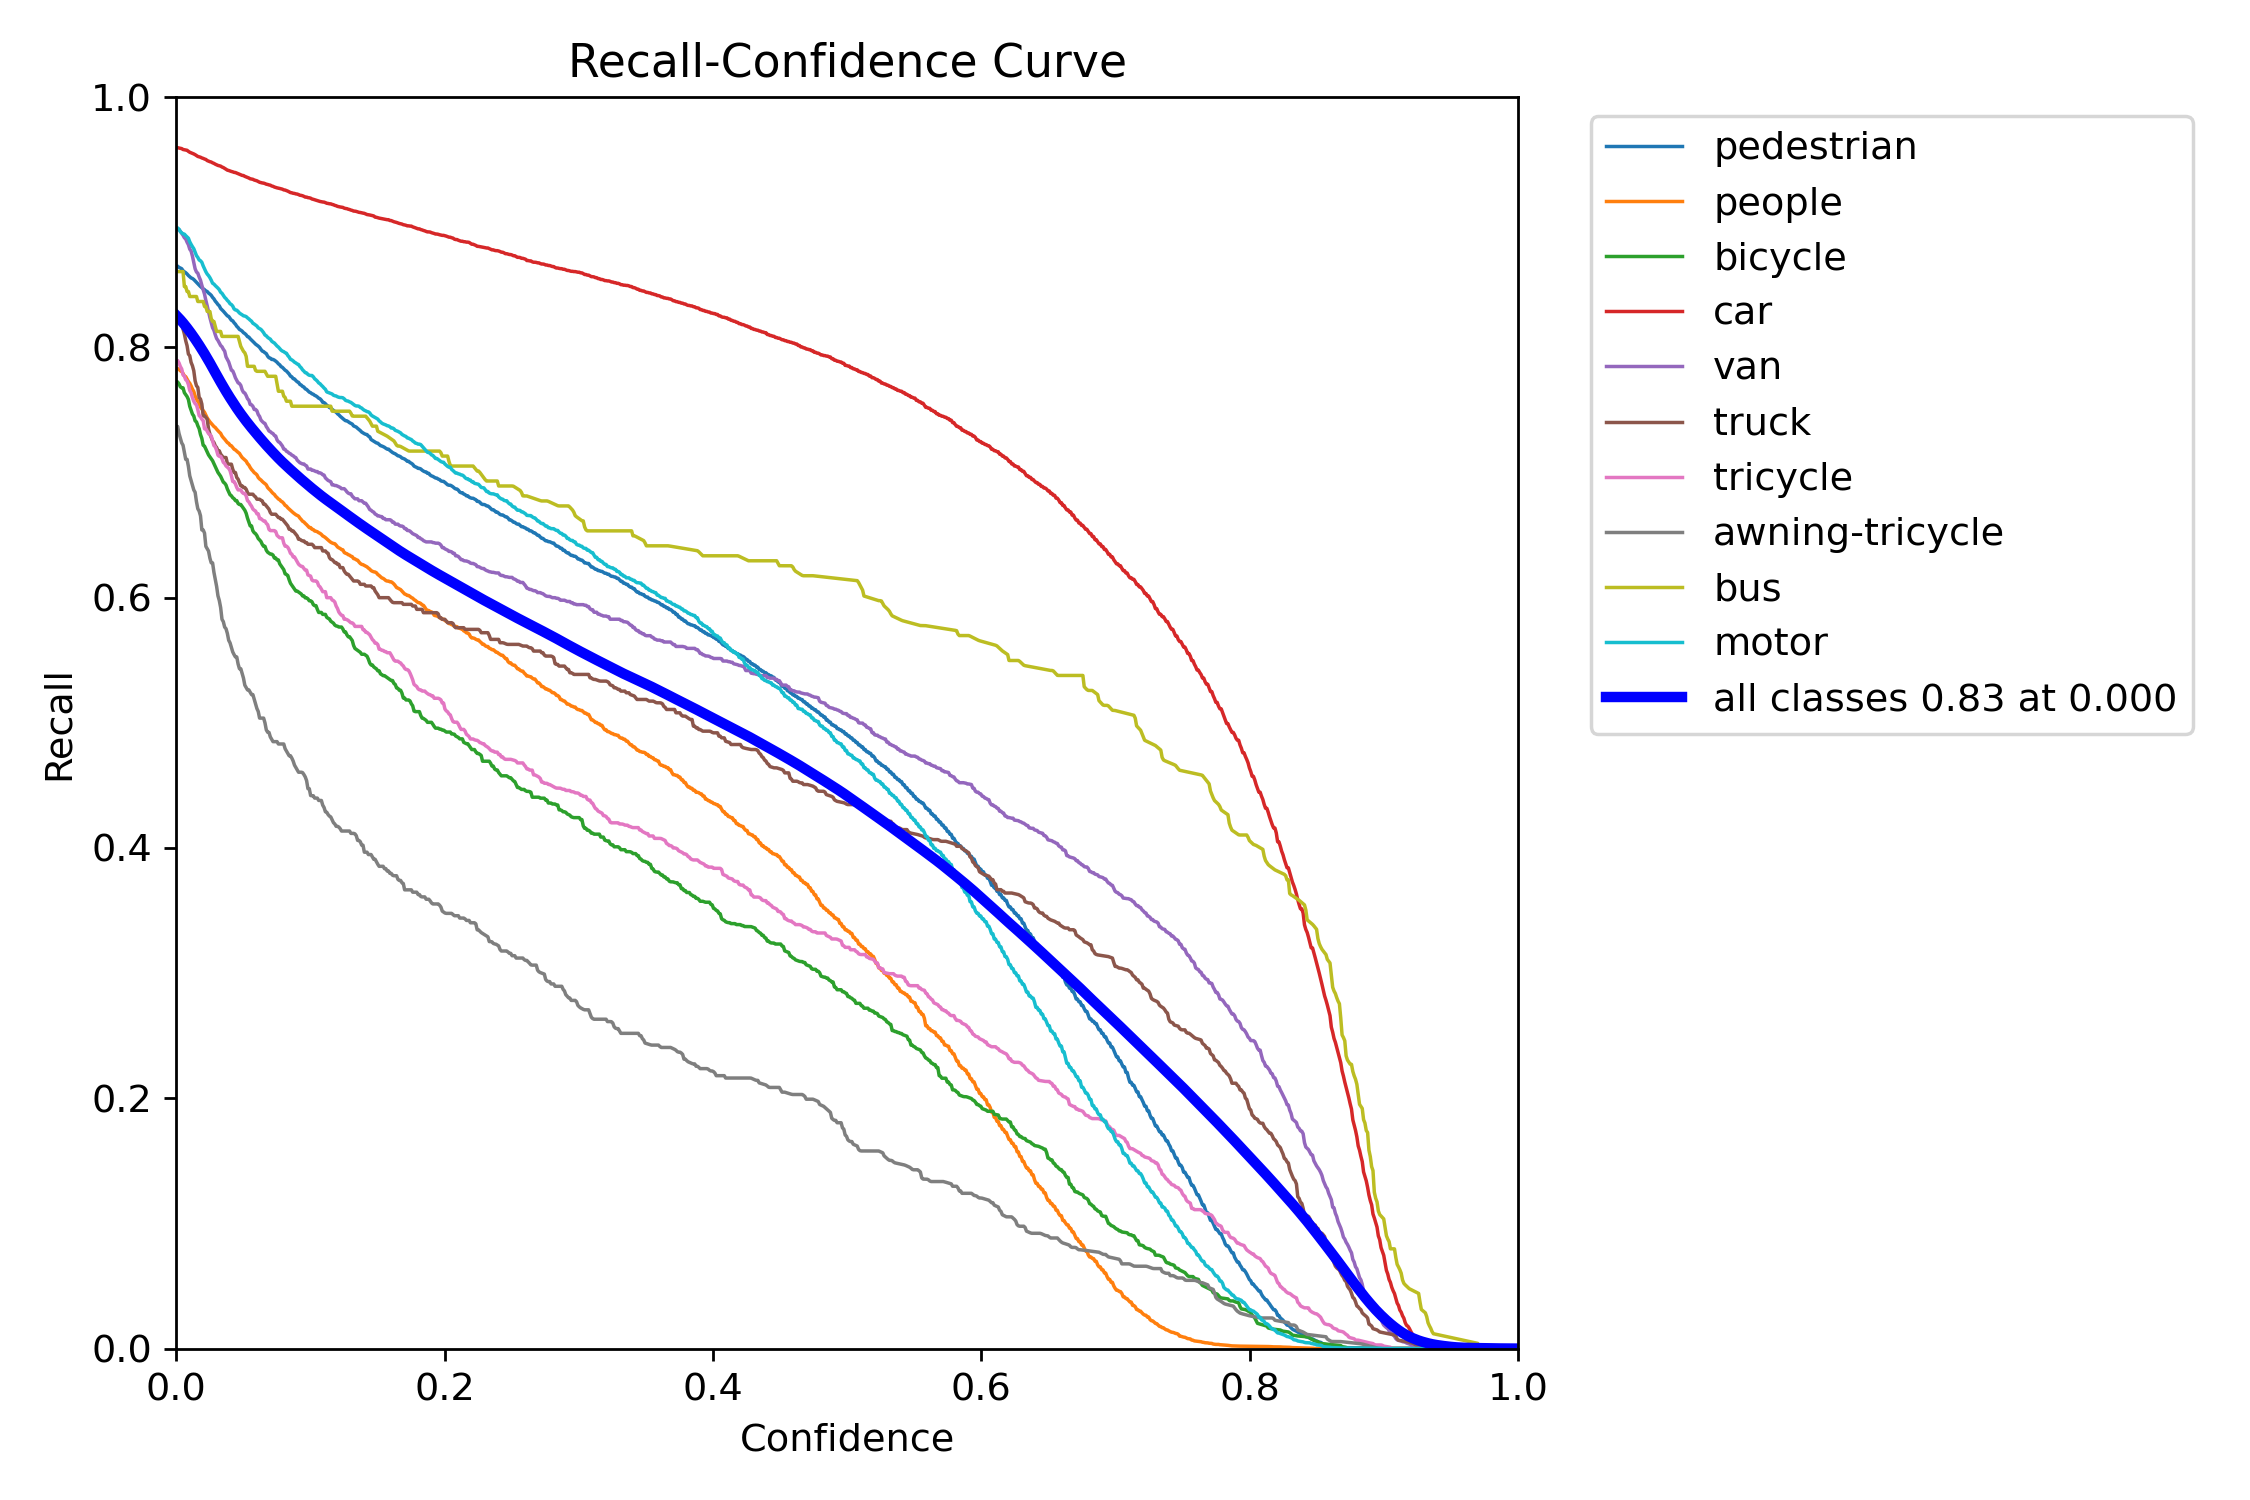 Recall-Confidence Curve
1.0
0.8
0.6
0.4
0.2
0.0
Recall
0.0 0.2 0.4 0.6 0.8 1.0
Confidence
pedestrian
people
bicycle
car
van
truck
tricycle
awning-tricycle
bus
motor
all classes 0.83 at 0.000